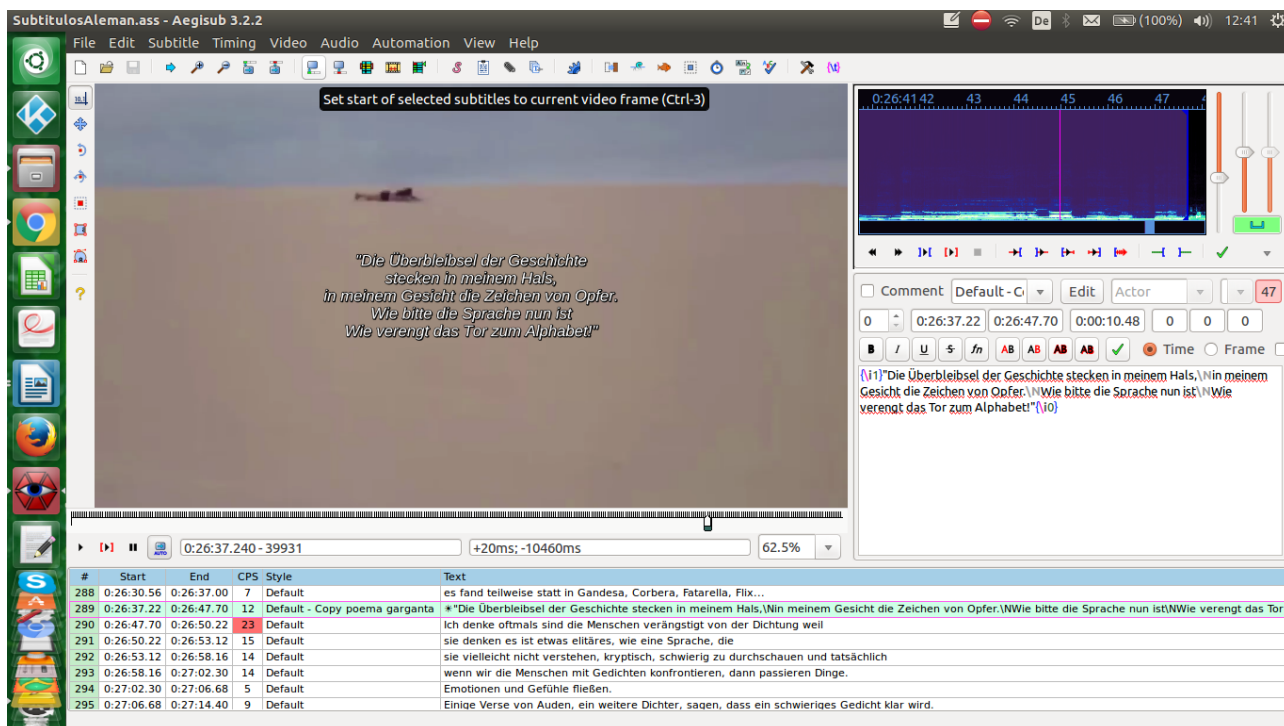 SubtitulosAleman.ass - Aegisub 3.2.2
De
(100%)
12:41
File Edit Subtitle Timing Video Audio Automation View Help
Set start of selected subtitles to current video frame (Ctrl-3)
"Die Überbleibsel der Geschichte
stecken in meinem Hals,
in meinem Gesicht die Zeichen von Opfer.
Wie bitte die Sprache nun ist
Wie verengt das Tor zum Alphabet!"
0:26:41 42 43 44 45 46 47
Comment Default - C Edit Actor 47
0 0:26:37.22 0:26:47.70 0:00:10.48 0 0 0
B I U S fn AB AB AB AB Time Frame
{\i1}"Die Überbleibsel der Geschichte stecken in meinem Hals,\Nin meinem
Gesicht die Zeichen von Opfer.\NWie bitte die Sprache nun ist\NWie
verengt das Tor zum Alphabet!"{\i0}
AUTO 0:26:37.240 - 39931 +20ms; -10460ms 62.5%
# Start End CPS Style Text
288 0:26:30.56 0:26:37.00 7 Default es fand teilweise statt in Gandesa, Corbera, Fatarella, Flix...
289 0:26:37.22 0:26:47.70 12 Default - Copy poema garganta ☀"Die Überbleibsel der Geschichte stecken in meinem Hals,\Nin meinem Gesicht die Zeichen von Opfer.\NWie bitte die Sprache nun ist\NWie verengt das Tor
290 0:26:47.70 0:26:50.22 23 Default Ich denke oftmals sind die Menschen verängstigt von der Dichtung weil
291 0:26:50.22 0:26:53.12 15 Default sie denken es ist etwas elitäres, wie eine Sprache, die
292 0:26:53.12 0:26:58.16 14 Default sie vielleicht nicht verstehen, kryptisch, schwierig zu durchschauen und tatsächlich
293 0:26:58.16 0:27:02.30 14 Default wenn wir die Menschen mit Gedichten konfrontieren, dann passieren Dinge.
294 0:27:02.30 0:27:06.68 5 Default Emotionen und Gefühle fließen.
295 0:27:06.68 0:27:14.40 9 Default Einige Verse von Auden, ein weitere Dichter, sagen, dass ein schwieriges Gedicht klar wird.